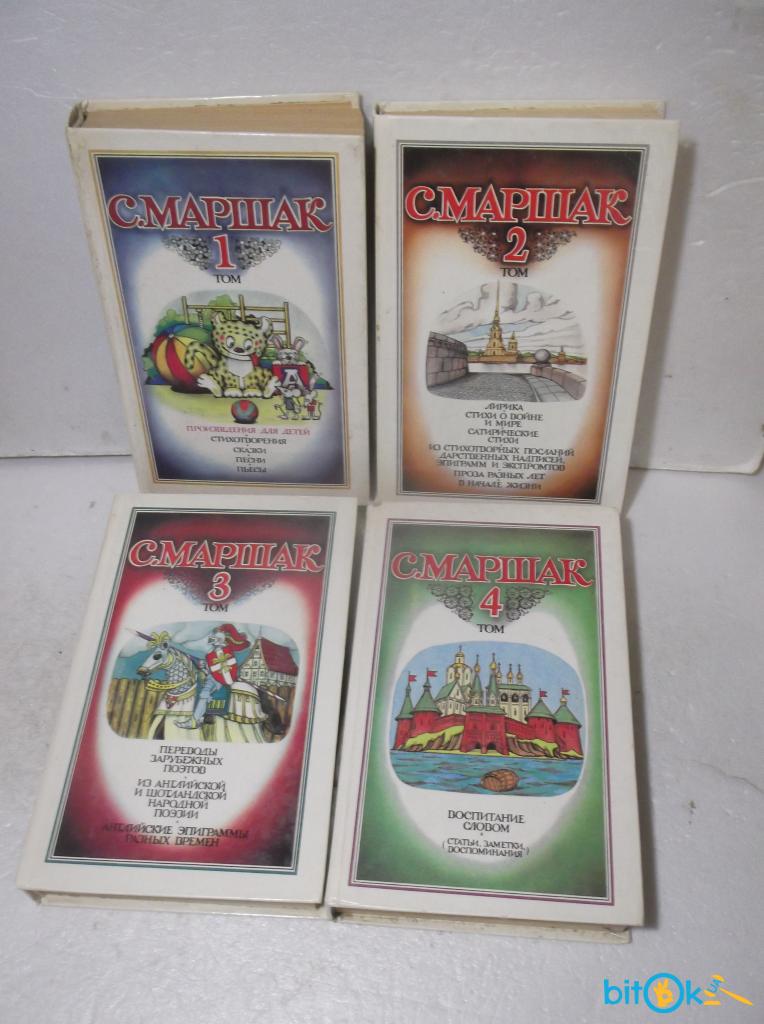 С.МАРШАК
1
ТОМ
А
ПРОИЗВЕДЕНИЯ ДЛЯ ДЕТЕЙ
СТИХОТВОРЕНИЯ
СКАЗКИ
ПЕСНИ
ПЬЕСЫ
С.МАРШАК
2
ТОМ
ЛИРИКА
СТИХИ О ВОЙНЕ
И МИРЕ
САТИРИЧЕСКИЕ
СТИХИ
ИЗ СТИХОТВОРНЫХ ПОСЛАНИЙ
ДАРСТВЕННЫХ НАДПИСЕЙ,
ЭПИГРАММ И ЭКСПРОМТОВ
ПРОЗА РАЗНЫХ ЛЕТ
В НАЧАЛЕ ЖИЗНИ
С.МАРШАК
3
ТОМ
ПЕРЕВОДЫ
ЗАРУБЕЖНЫХ
ПОЭТОВ
ИЗ АНГЛИЙСКОЙ
И ШОТЛАНДСКОЙ
НАРОДНОЙ
ПОЭЗИИ
АНГЛИЙСКИЕ ЭПИГРАММЫ
РАЗНЫХ ВРЕМЕН
С.МАРШАК
4
ТОМ
ВОСПИТАНИЕ
СЛОВОМ
(СТАТЬИ, ЗАМЕТКИ,
ВОСПОМИНАНИЯ)
bitOk UA